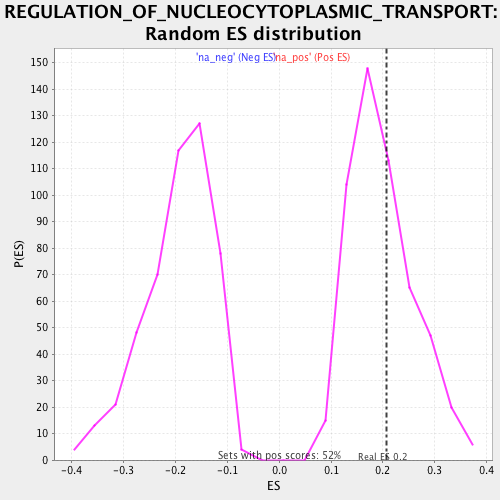 REGULATION_OF_NUCLEOCYTOPLASMIC_TRANSPORT:
Random ES distribution
'na_neg' (Neg ES)
'na_pos' (Pos ES)
P(ES)
150
140
130
120
110
100
90
80
70
60
50
40
30
20
10
0
Sets with pos scores: 52%
Real ES 0.2
-0.4 -0.3 -0.2 -0.1 0.0 0.1 0.2 0.3 0.4
ES